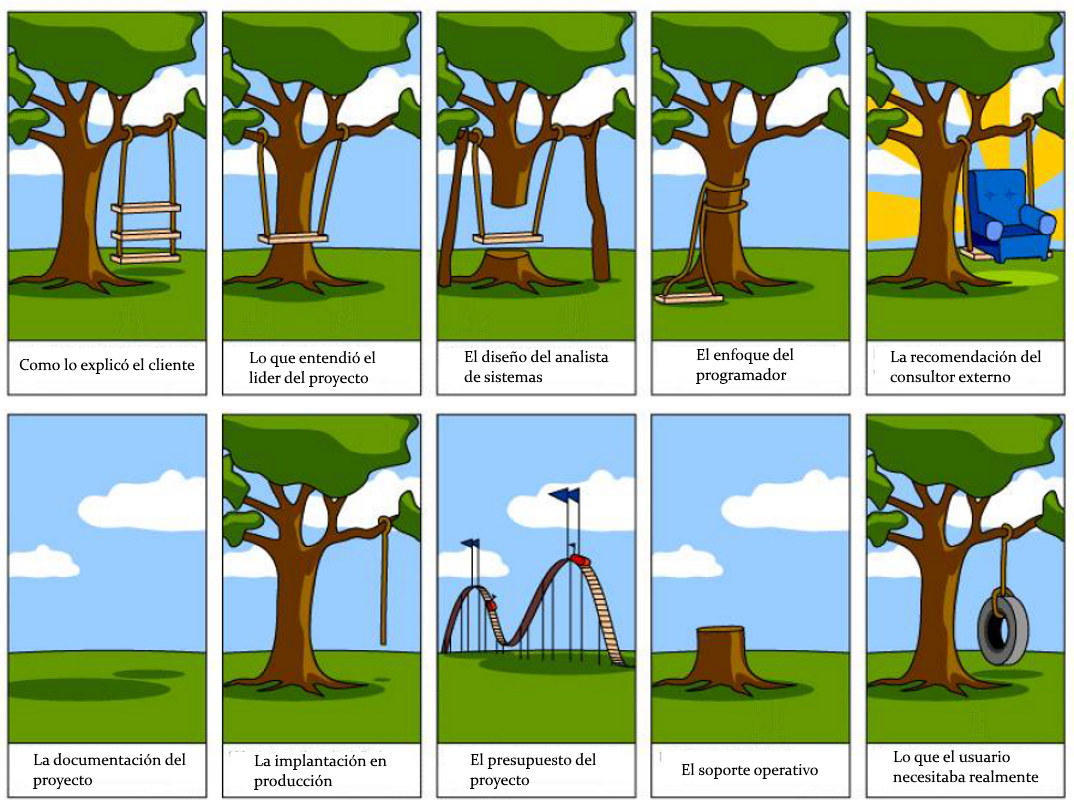 Como lo explicó el cliente
Lo que entendió el
lider del proyecto
El diseño del analista
de sistemas
El enfoque del
programador
La recomendación del
consultor externo
La documentación del
proyecto
La implantación en
producción
El presupuesto del
proyecto
El soporte operativo
Lo que el usuario
necesitaba realmente